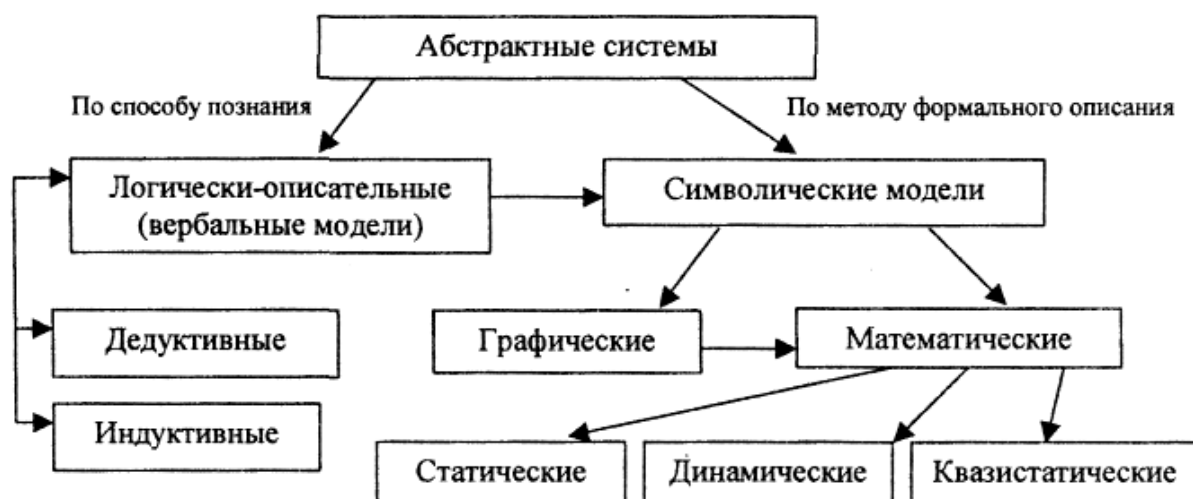 Абстрактные системы
По способу познания
По методу формального описания
Логически-описательные
(вербальные модели)
Символические модели
Дедуктивные
Графические
Математические
Индуктивные
Статические
Динамические
Квазистатические